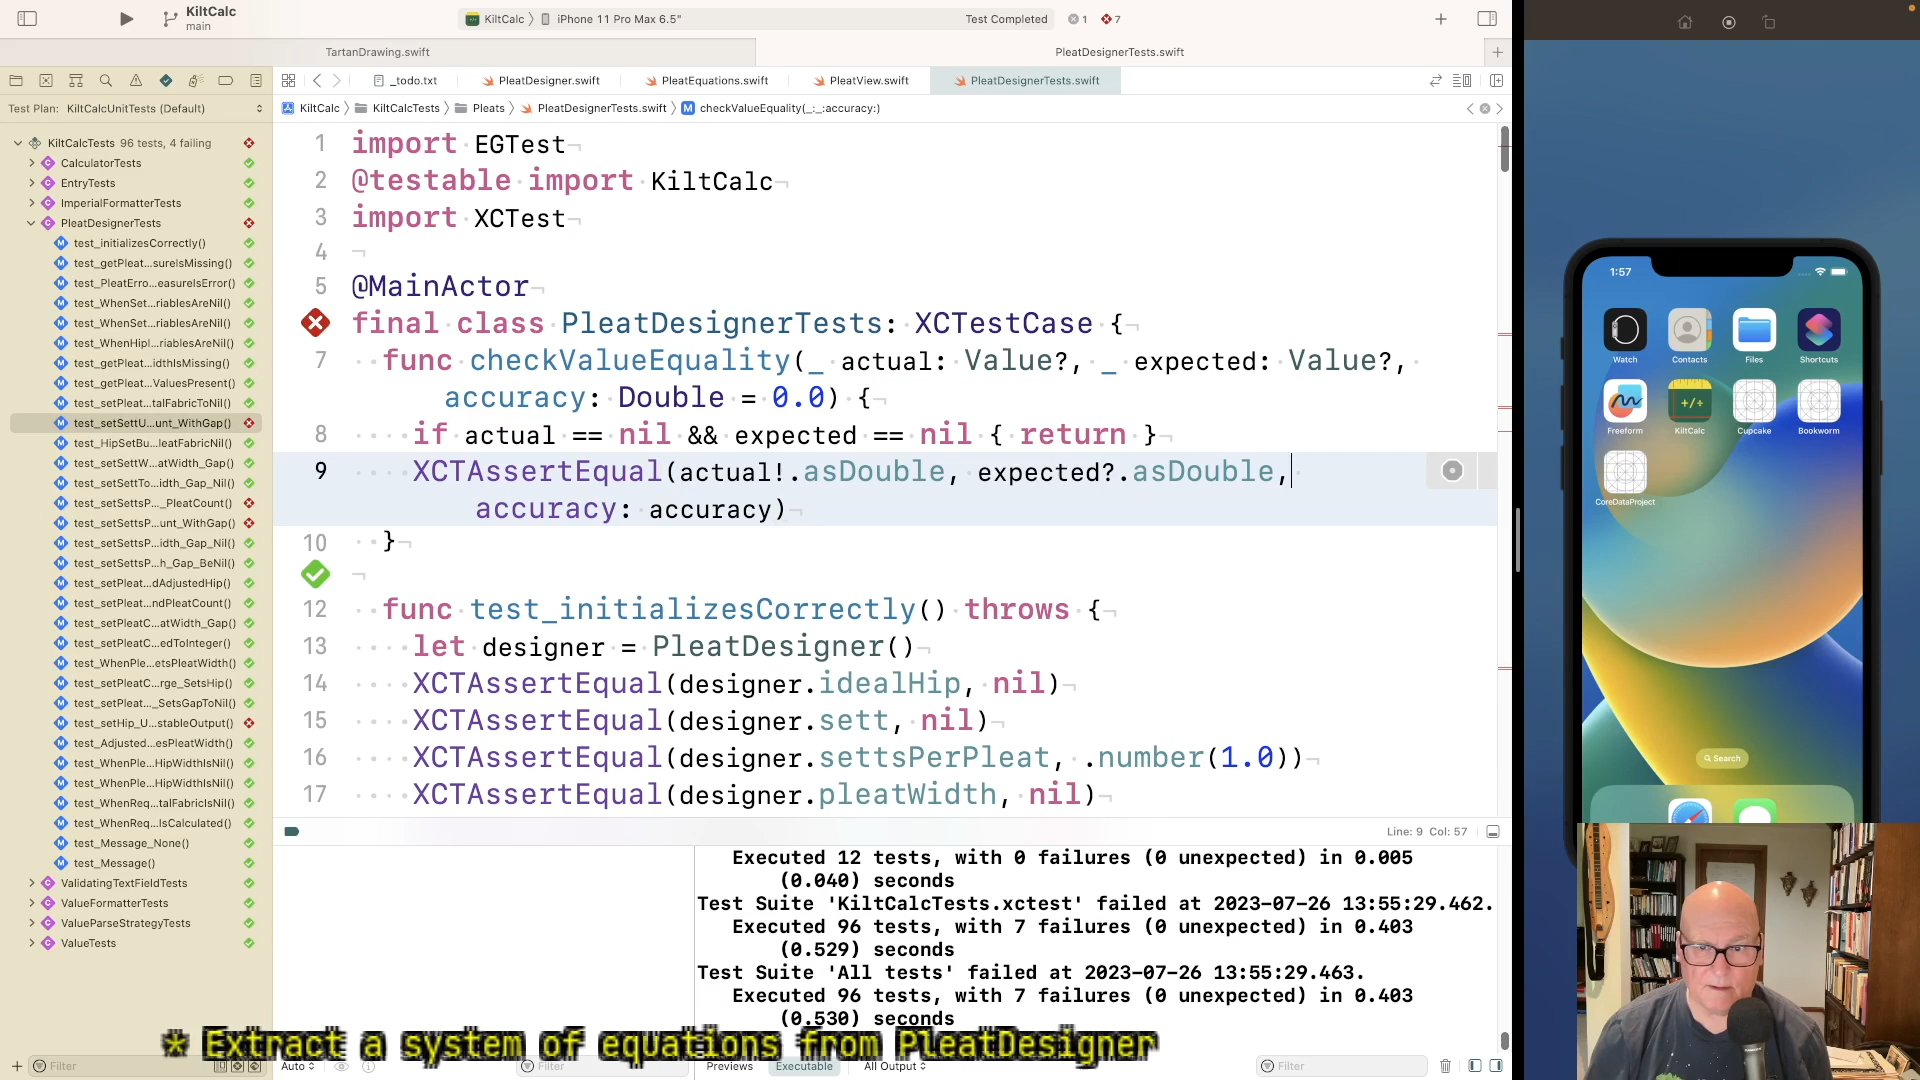 KiltCalc
main
KiltCalc
iPhone 11 Pro Max 6.5"
Test Completed
1
7
TartanDrawing.swift
PleatDesignerTests.swift
_todo.txt
PleatDesigner.swift
PleatEquations.swift
PleatView.swift
PleatDesignerTests.swift
Test Plan: KiltCalcUnitTests (Default)
KiltCalc
KiltCalcTests
Pleats
PleatDesignerTests.swift
M
checkValueEquality(_:_:accuracy:)
KiltCalcTests 96 tests, 4 failing
CalculatorTests
EntryTests
ImperialFormatterTests
PleatDesignerTests
test_initializesCorrectly()
test_getPleat...sureIsMissing()
test_PleatErro...easureIsError()
test_WhenSet...riablesAreNil()
test_WhenSet...riablesAreNil()
test_WhenHipI...riablesAreNil()
test_getPleat...idthIsMissing()
test_getPleat...ValuesPresent()
test_setPleat...talFabricToNil()
test_setSettU...unt_WithGap()
test_HipSetBu...leatFabricNil()
test_setSettW...atWidth_Gap()
test_setSettTo...idth_Gap_Nil()
test_setSettsP..._PleatCount()
test_setSettsP...unt_WithGap()
test_setSettsP...idth_Gap_Nil()
test_setSettsP...h_Gap_BeNil()
test_setPleat...dAdjustedHip()
test_setPleat...ndPleatCount()
test_setPleatC...atWidth_Gap()
test_setPleatC...edToInteger()
test_WhenPle...etsPleatWidth()
test_setPleatC...rge_SetsHip()
test_setPleat..._SetsGapToNil()
test_setHip_U...stableOutput()
test_Adjusted...esPleatWidth()
test_WhenPle...HipWidthIsNil()
test_WhenPle...HipWidthIsNil()
test_WhenReq...talFabricIsNil()
test_WhenReq...IsCalculated()
test_Message_None()
test_Message()
ValidatingTextFieldTests
ValueFormatterTests
ValueParseStrategyTests
ValueTests
Filter
1 import EGTest
2 @testable import KiltCalc
3 import XCTest
4
5 @MainActor
final class PleatDesignerTests: XCTestCase {
7 func checkValueEquality(_ actual: Value?, _ expected: Value?,
accuracy: Double = 0.0) {
8 if actual == nil && expected == nil { return }
9 XCTAssertEqual(actual!.asDouble, expected?.asDouble,
accuracy: accuracy)
10 }
12 func test_initializesCorrectly() throws {
13 let designer = PleatDesigner()
14 XCTAssertEqual(designer.idealHip, nil)
15 XCTAssertEqual(designer.sett, nil)
16 XCTAssertEqual(designer.settsPerPleat, .number(1.0))
17 XCTAssertEqual(designer.pleatWidth, nil)
Line: 9 Col: 57
Executed 12 tests, with 0 failures (0 unexpected) in 0.005
(0.040) seconds
Test Suite 'KiltCalcTests.xctest' failed at 2023-07-26 13:55:29.462.
Executed 96 tests, with 7 failures (0 unexpected) in 0.403
(0.529) seconds
Test Suite 'All tests' failed at 2023-07-26 13:55:29.463.
Executed 96 tests, with 7 failures (0 unexpected) in 0.403
(0.530) seconds
* Extract a system of equations from PleatDesigner
Auto
Filter
Previews
Executable
All Output
Filter
1:57
Watch
Contacts
Files
Shortcuts
Freeform
+/÷
KiltCalc
Cupcake
Bookworm
CoreDataProject
Search